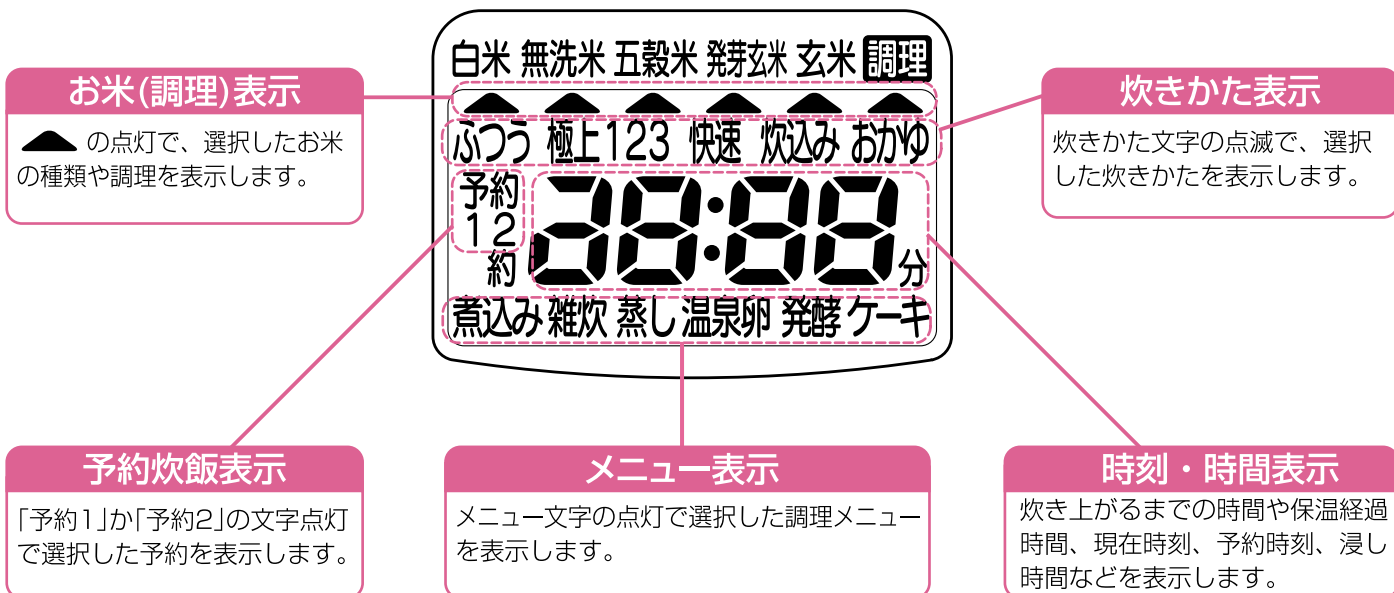 白米 無洗米 五穀米 発芽玄米 玄米 調理
ふつう 極上123 快速 炊込み おかゆ
予約
12
約 38:88 分
煮込み 雑炊 蒸し 温泉卵 発酵 ケーキ
お米(調理)表示
の点灯で、選択したお米
の種類や調理を表示します。
炊きかた表示
炊きかた文字の点滅で、選択
した炊きかたを表示します。
予約炊飯表示
「予約1」か「予約2」の文字点灯
で選択した予約を表示します。
メニュー表示
メニュー文字の点灯で選択した調理メニュー
を表示します。
時刻・時間表示
炊き上がるまでの時間や保温経過
時間、現在時刻、予約時刻、浸し
時間などを表示します。